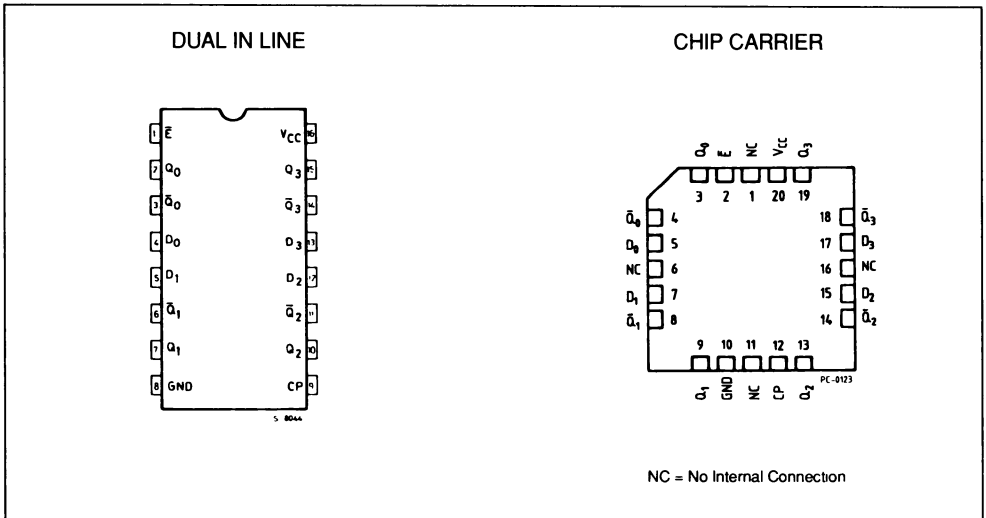 DUAL IN LINE
1 E̅ VCC 16
2 Q0 Q3 15
3 Q̅0 Q̅3 14
4 D0 D3 13
5 D1 D2 12
6 Q̅1 Q̅2 11
7 Q1 Q2 10
8 GND CP 9
S 8044
CHIP CARRIER
Q0 E̅ NC VCC Q3
3 2 1 20 19
Q̅0 4 18 Q̅3
D0 5 17 D3
NC 6 16 NC
D1 7 15 D2
Q̅1 8 14 Q̅2
9 10 11 12 13
Q1 GND NC CP Q2
PC-0123
NC = No Internal Connection